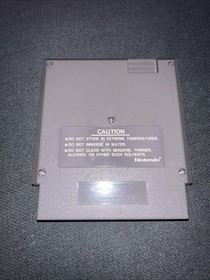 CAUTION
•DO NOT STORE IN EXTREME TEMPERATURES.
•DO NOT IMMERSE IN WATER.
•DO NOT CLEAN WITH BENZENE, THINNER,
ALCOHOL OR OTHER SUCH SOLVENTS.
Nintendo